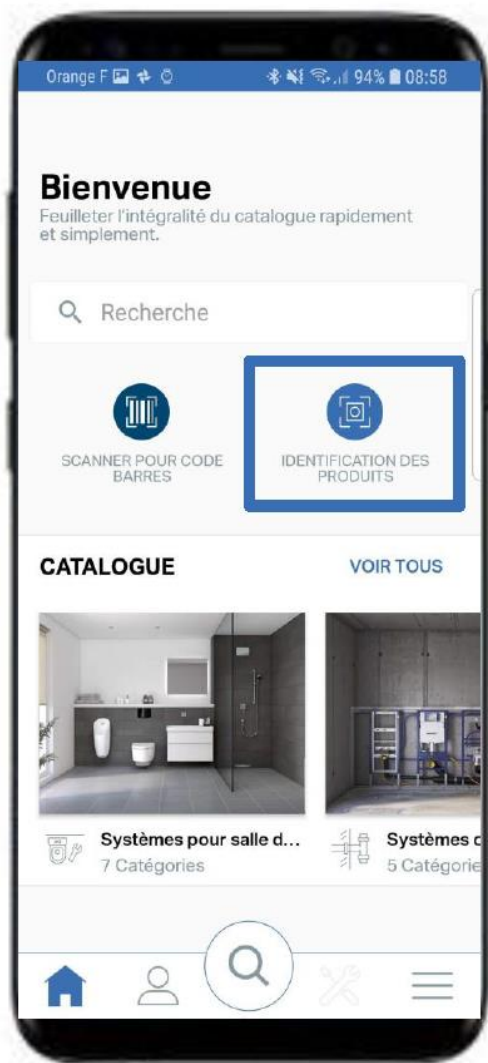 Orange F 94% 08:58
Bienvenue
Feuilleter l'intégralité du catalogue rapidement
et simplement.
Recherche
SCANNER POUR CODE
BARRES
IDENTIFICATION DES
PRODUITS
CATALOGUE VOIR TOUS
Systèmes pour salle d...
7 Catégories
Systèmes
5 Catégorie